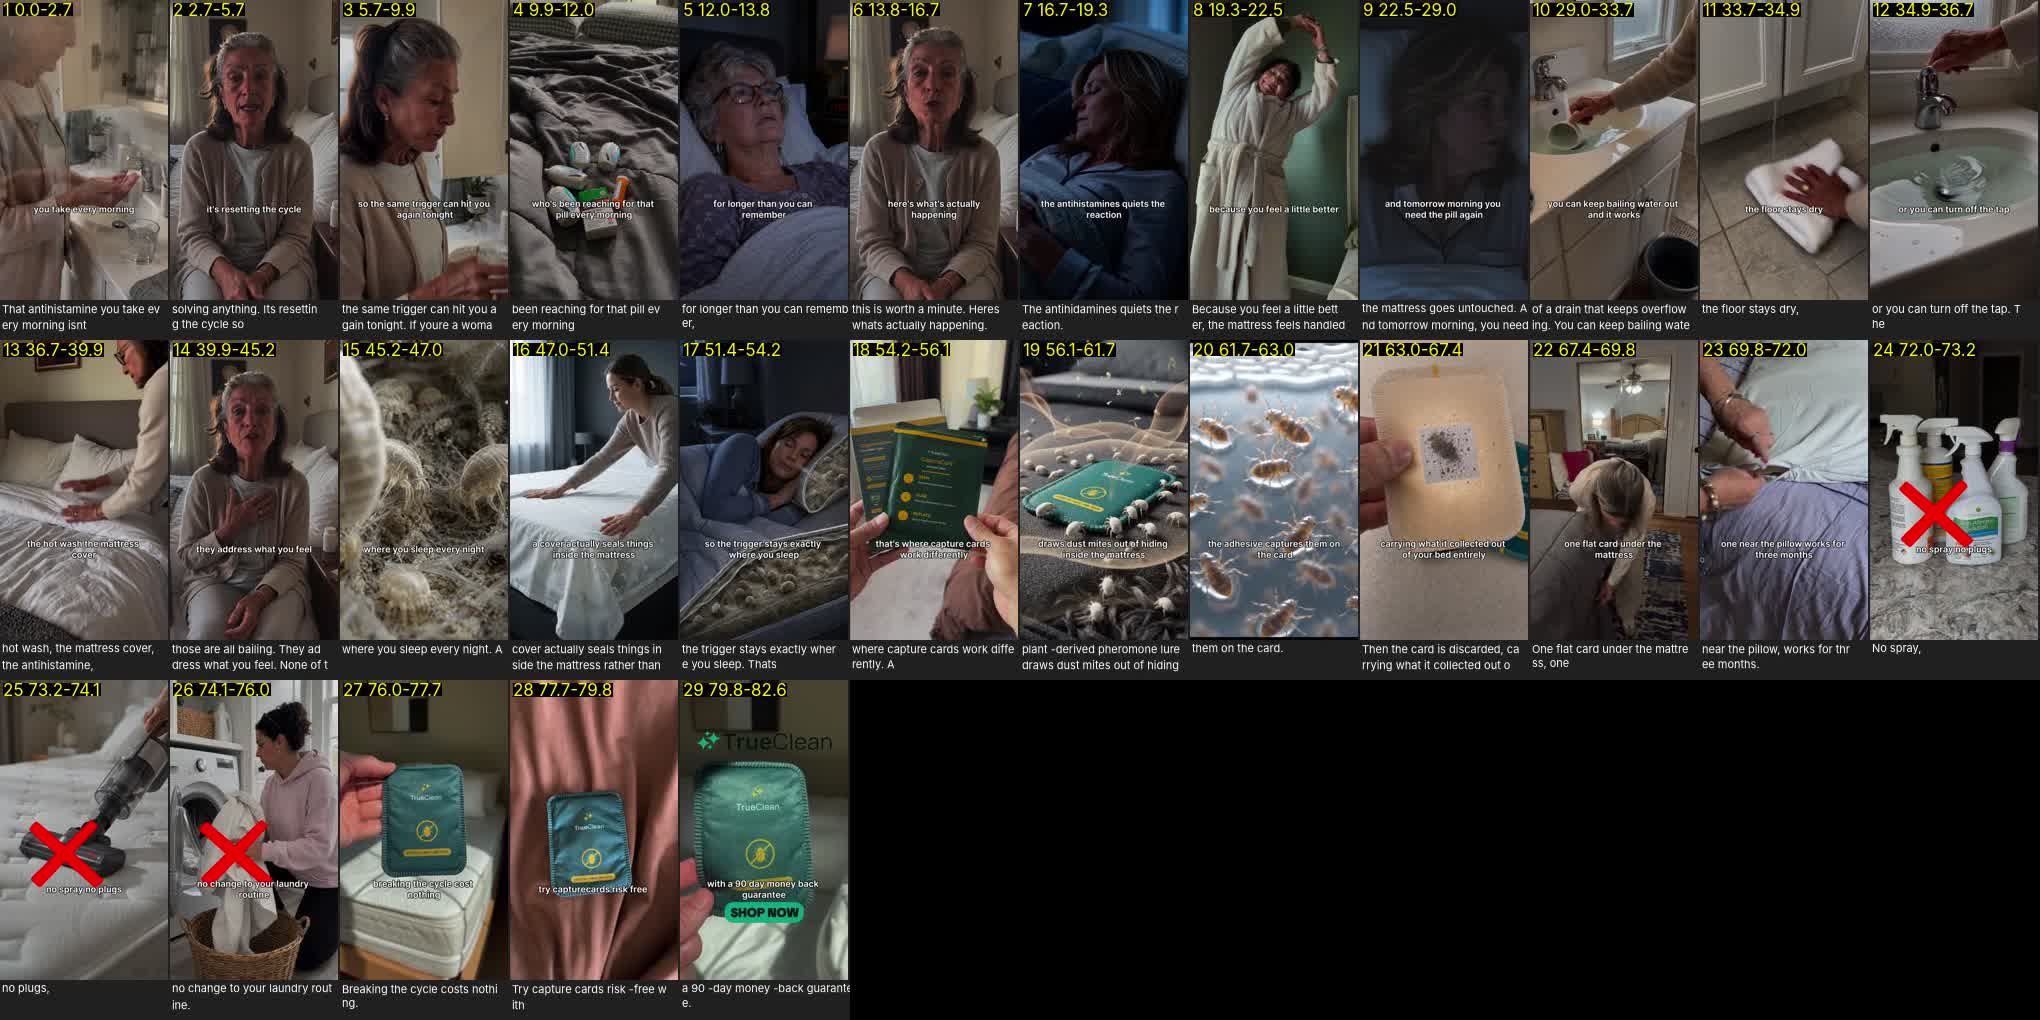 1 0.0-2.7
you take every morning
That antihistamine you take ev
ery morning isnt
2 2.7-5.7
it's resetting the cycle
solving anything. Its resettin
g the cycle so
3 5.7-9.9
so the same trigger can hit you
again tonight
the same trigger can hit you a
gain tonight. If youre a woma
4 9.9-12.0
who's been reaching for that
pill every morning
been reaching for that pill ev
ery morning
5 12.0-13.8
for longer than you can
remember
for longer than you can rememb
er,
6 13.8-16.7
here's what's actually
happening
this is worth a minute. Heres
whats actually happening.
7 16.7-19.3
the antihistamines quiets the
reaction
The antihidamines quiets the r
eaction.
8 19.3-22.5
because you feel a little better
Because you feel a little bett
er, the mattress feels handled
9 22.5-29.0
and tomorrow morning you
need the pill again
the mattress goes untouched. A
nd tomorrow morning, you need
10 29.0-33.7
you can keep bailing water out
and it works
of a drain that keeps overflow
ing. You can keep bailing wate
11 33.7-34.9
the floor stays dry
the floor stays dry,
12 34.9-36.7
or you can turn off the tap
or you can turn off the tap. T
he
13 36.7-39.9
the hot wash the mattress
cover
hot wash, the mattress cover,
the antihistamine,
14 39.9-45.2
they address what you feel
those are all bailing. They ad
dress what you feel. None of t
15 45.2-47.0
where you sleep every night
where you sleep every night. A
16 47.0-51.4
a cover actually seals things
inside the mattress
cover actually seals things in
side the mattress rather than
17 51.4-54.2
so the trigger stays exactly
where you sleep
the trigger stays exactly wher
e you sleep. Thats
18 54.2-56.1
that's where capture cards
work differently
where capture cards work diffe
rently. A
19 56.1-61.7
TrueClean
draws dust mites out of hiding
inside the mattress
plant -derived pheromone lure
draws dust mites out of hiding
20 61.7-63.0
the adhesive captures them on
the card
them on the card.
21 63.0-67.4
carrying what it collected out
of your bed entirely
Then the card is discarded, ca
rrying what it collected out o
22 67.4-69.8
one flat card under the
mattress
One flat card under the mattre
ss, one
23 69.8-72.0
one near the pillow works for
three months
near the pillow, works for thr
ee months.
24 72.0-73.2
no spray no plugs
No spray,
25 73.2-74.1
no spray no plugs
no plugs,
26 74.1-76.0
no change to your laundry
routine
no change to your laundry rout
ine.
27 76.0-77.7
TrueClean
breaking the cycle cost
nothing
Breaking the cycle costs nothi
ng.
28 77.7-79.8
TrueClean
try capturecards risk free
Try capture cards risk -free w
ith
29 79.8-82.6
TrueClean
TrueClean
with a 90 day money back
guarantee
SHOP NOW
a 90 -day money -back guarante
e.